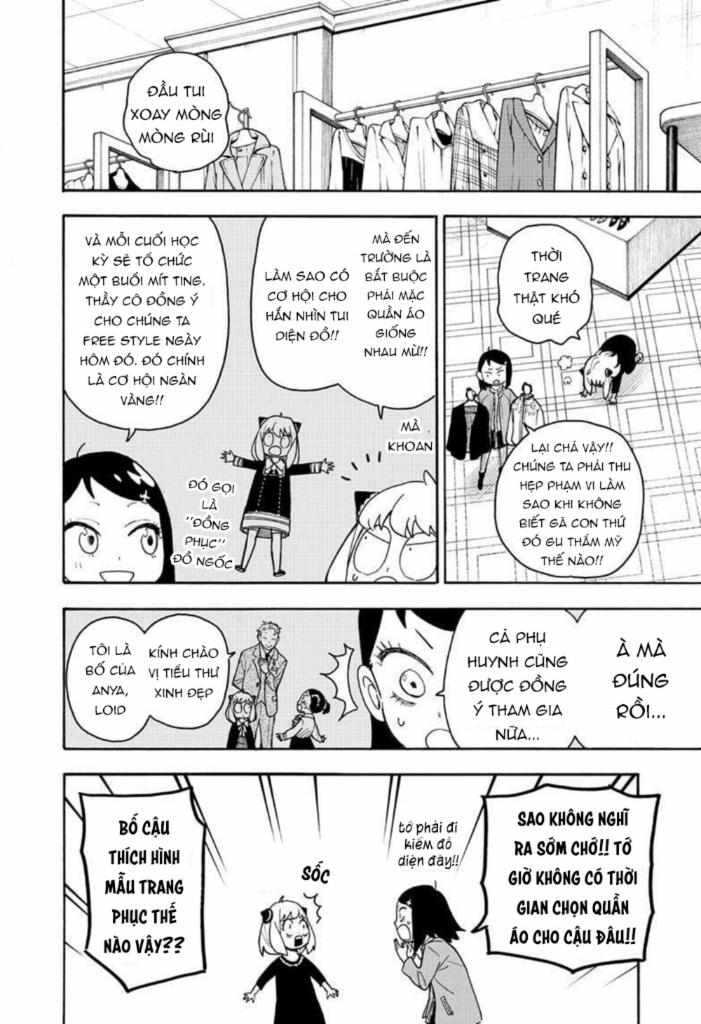 ĐẦU TUI
XOAY MÒNG
MÒNG RÙI
THỜI
TRANG
THẬT KHÓ
QUÉ
LẠI CHẢ VẬY!!
CHÚNG TA PHẢI THU
HẸP PHẠM VI LÀM
SAO KHI KHÔNG
BIẾT GÃ CON THỨ
ĐÓ GU THẨM MỸ
THẾ NÀO!!
MÀ
KHOAN
MÀ ĐẾN
TRƯỜNG LÀ
BẮT BUỘC
PHẢI MẶC
QUẦN ÁO
GIỐNG
NHAU MỪ!!
LÀM SAO CÓ
CƠ HỘI CHO
HẮN NHÌN TUI
DIỆN ĐỒ!!
ĐÓ GỌI
LÀ
"ĐỒNG
PHỤC"
ĐỒ NGỐC
VÀ MỖI CUỐI HỌC
KỲ SẼ TỔ CHỨC
MỘT BUỔI MÍT TING.
THẦY CÔ ĐỒNG Ý
CHO CHÚNG TA
FREE STYLE NGÀY
HÔM ĐÓ. ĐÓ CHÍNH
LÀ CƠ HỘI NGÀN
VÀNG!!
À MÀ
ĐÚNG
RỒI...
CẢ PHỤ
HUYNH CŨNG
ĐƯỢC ĐỒNG
Ý THAM GIA
NỮA...
KÍNH CHÀO
VỊ TIỂU THƯ
XINH ĐẸP
TÔI LÀ
BỐ CỦA
ANYA,
LOID
SAO KHÔNG NGHĨ
RA SỚM CHỚ!! TỚ
GIỜ KHÔNG CÓ THỜI
GIAN CHỌN QUẦN
ÁO CHO CẬU ĐÂU!!
tớ phải đi
kiếm đồ
diện đây!!
SỐC
BỐ CẬU
THÍCH HÌNH
MẪU TRANG
PHỤC THẾ
NÀO VẬY??